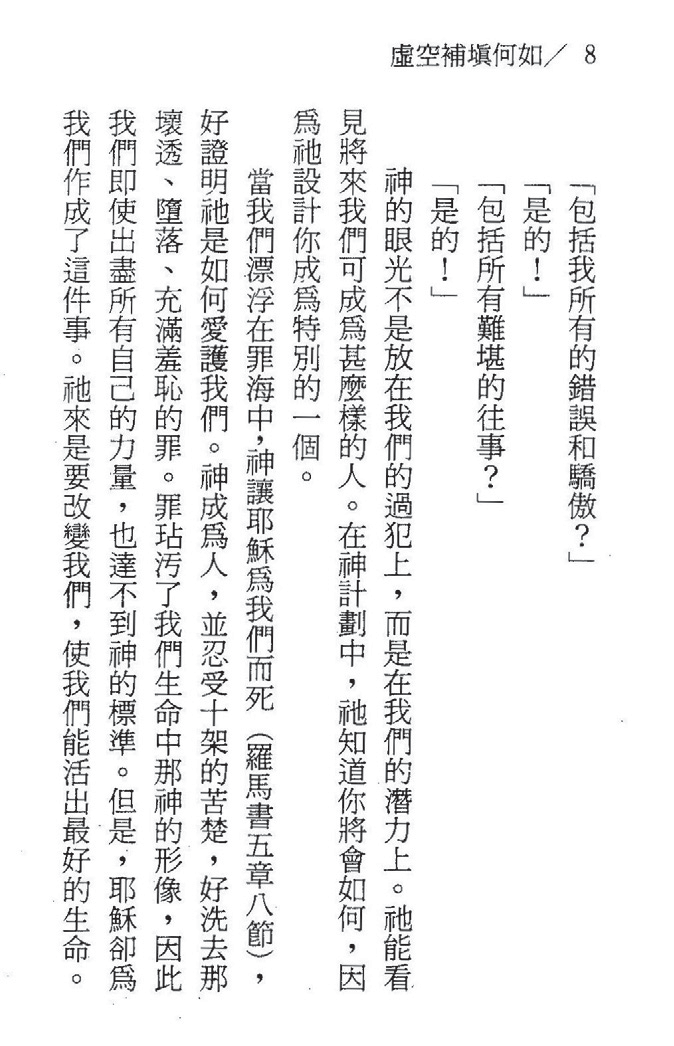 虛空補塡何如／ 8
「包括我所有的錯誤和驕傲？」
「是的！」
「包括所有難堪的往事？」
「是的！」
神的眼光不是放在我們的過犯上，而是在我們的潛力上。祂能看
見將來我們可成爲甚麼樣的人。在神計劃中，祂知道你將會如何，因
爲祂設計你成爲特別的一個。
當我們漂浮在罪海中，神讓耶穌爲我們而死（羅馬書五章八節），
好證明祂是如何愛護我們。神成爲人，並忍受十架的苦楚，好洗去那
壞透、墮落、充滿羞恥的罪。罪玷汚了我們生命中那神的形像，因此
我們即使出盡所有自己的力量，也達不到神的標準。但是，耶穌卻爲
我們作成了這件事。祂來是要改變我們，使我們能活出最好的生命。